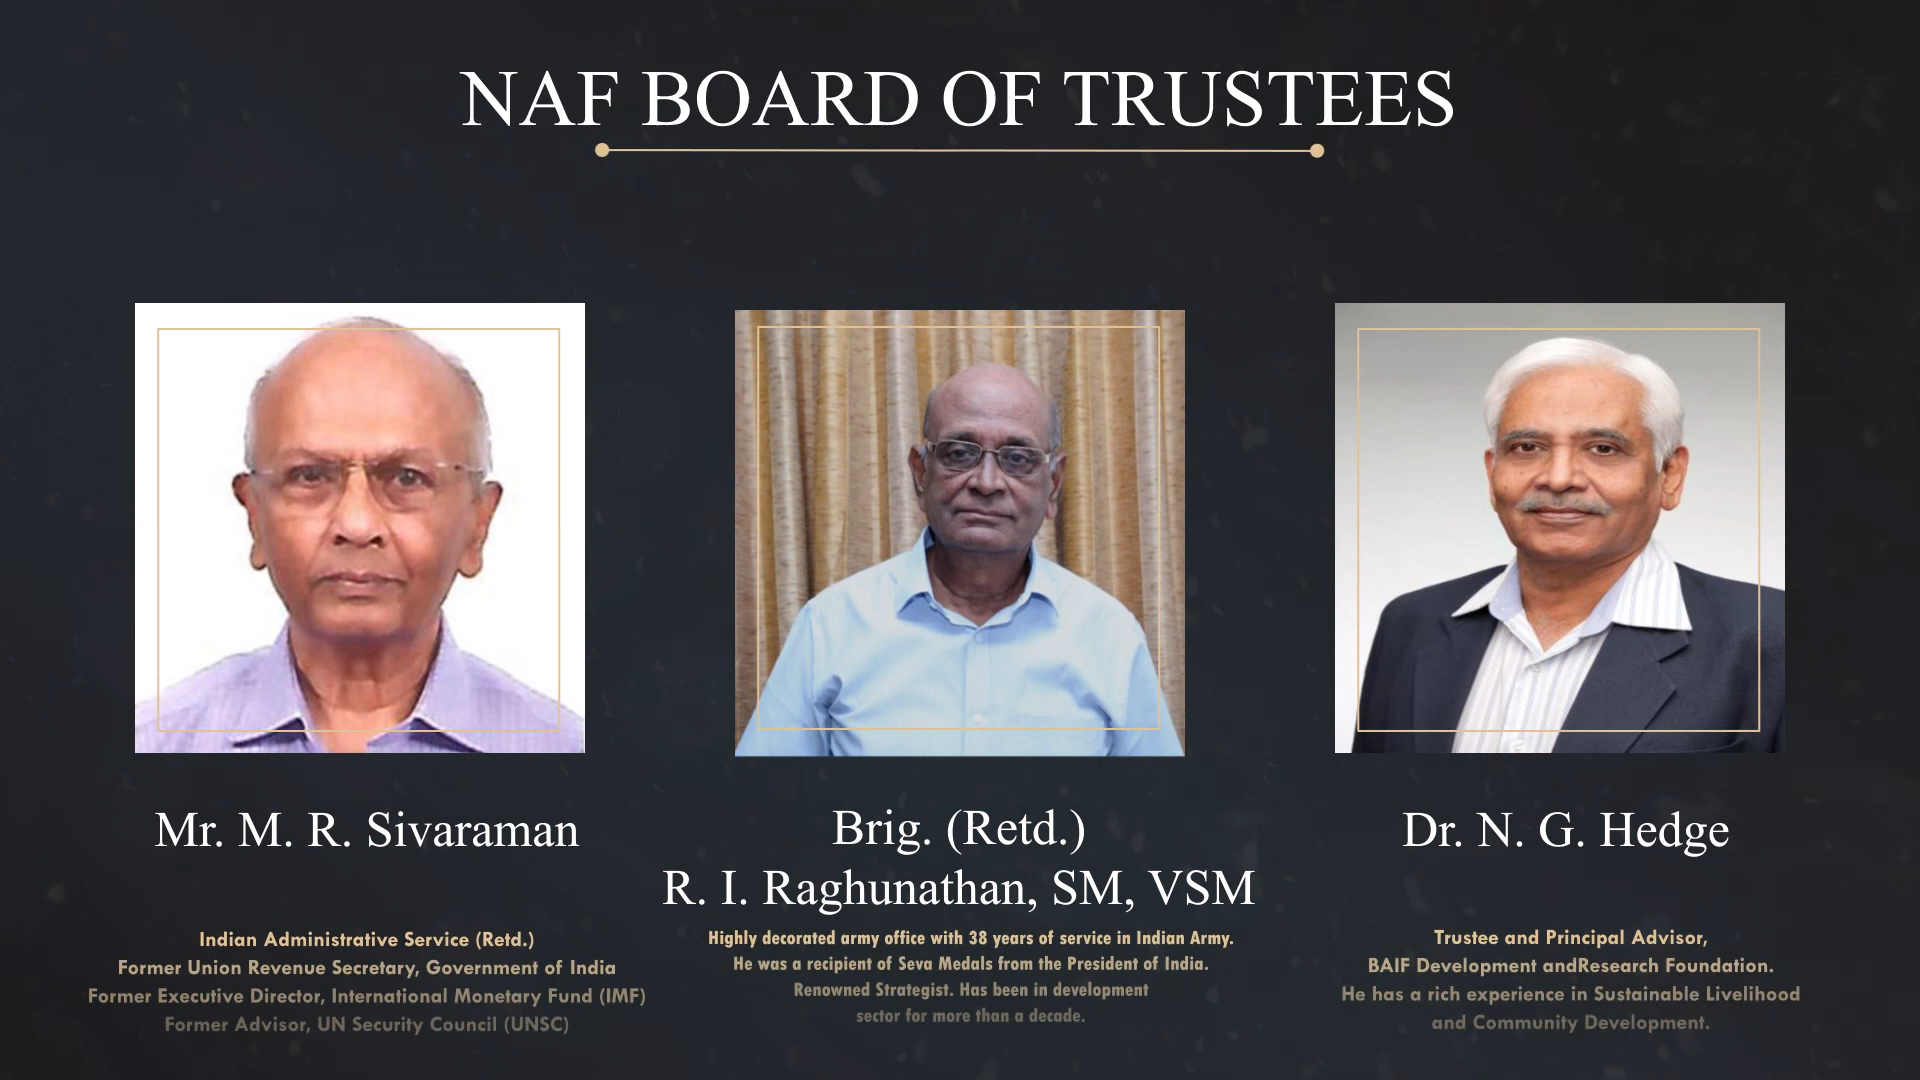 NAF BOARD OF TRUSTEES
Mr. M. R. Sivaraman
Indian Administrative Service (Retd.)
Former Union Revenue Secretary, Government of India
Former Executive Director, International Monetary Fund (IMF)
Former Advisor, UN Security Council (UNSC)
Brig. (Retd.)
R. I. Raghunathan, SM, VSM
Highly decorated army office with 38 years of service in Indian Army.
He was a recipient of Seva Medals from the President of India.
Renowned Strategist. Has been in development
sector for more than a decade.
Dr. N. G. Hedge
Trustee and Principal Advisor,
BAIF Development andResearch Foundation.
He has a rich experience in Sustainable Livelihood
and Community Development.